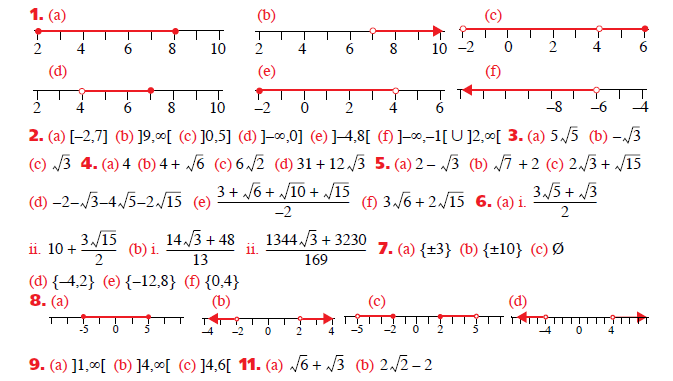 1. (a) (b) (c)
2 4 6 8 10 2 4 6 8 10 –2 0 2 4 6
(d) (e) (f)
2 4 6 8 10 –2 0 2 4 6 –8 –6 –4
2. (a) [–2,7] (b) ]9,∞[ (c) ]0,5] (d) ]–∞,0] (e) ]–4,8[ (f) ]–∞,–1[ ∪ ]2,∞[ 3. (a) 5√5 (b) –√3
(c) √3 4. (a) 4 (b) 4 + √6 (c) 6√2 (d) 31 + 12√3 5. (a) 2 – √3 (b) √7 + 2 (c) 2√3 + √15
(d) –2–√3–4√5–2√15 (e) (3 + √6 + √10 + √15)/–2 (f) 3√6 + 2√15 6. (a) i. (3√5 + √3)/2
ii. 10 + 3√15/2 (b) i. (14√3 + 48)/13 ii. (1344√3 + 3230)/169 7. (a) {±3} (b) {±10} (c) Ø
(d) {–4,2} (e) {–12,8} (f) {0,4}
8. (a) (b) (c) (d)
-5 0 5 –4 –2 0 2 4 –5 –2 0 2 5 –4 0 4
9. (a) ]1,∞[ (b) ]4,∞[ (c) ]4,6[ 11. (a) √6 + √3 (b) 2√2 – 2